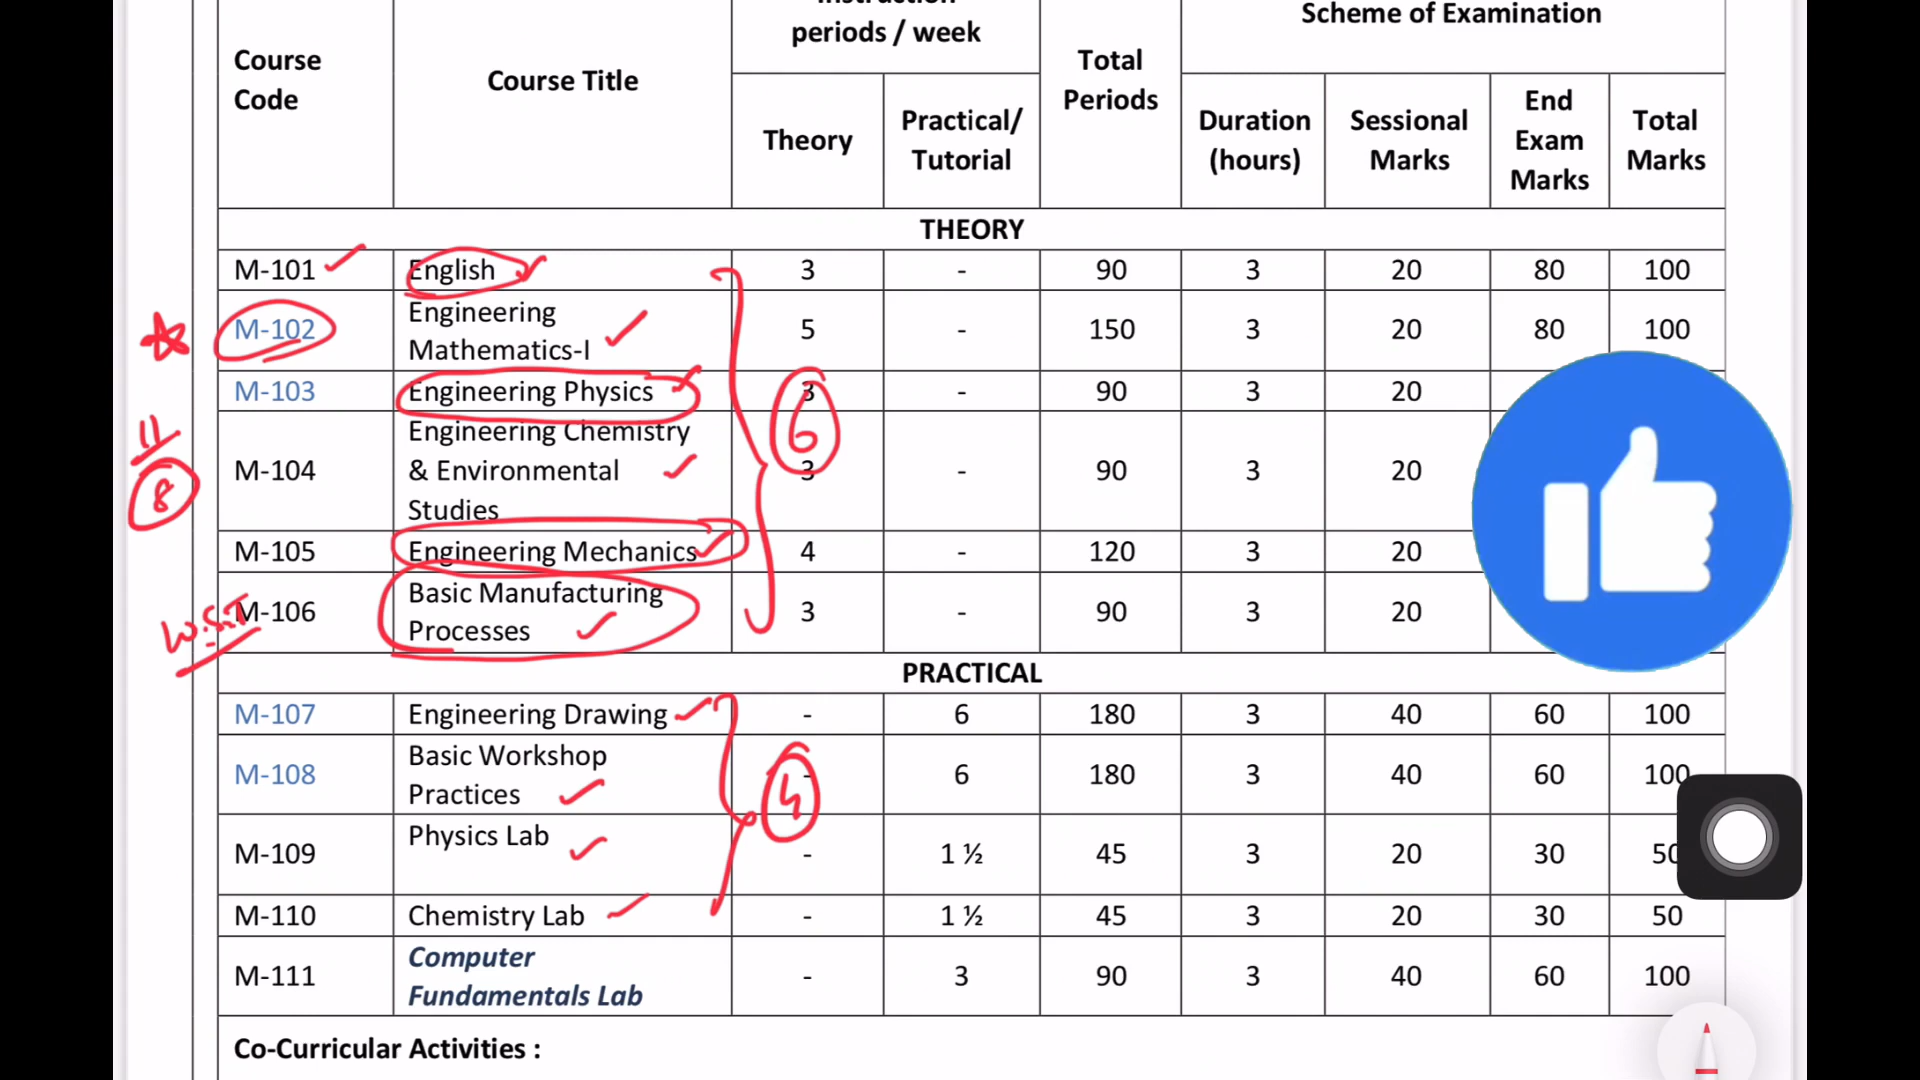 Instruction
periods / week
Scheme of Examination
Course
Code
Course Title
Total
Periods
Theory
Practical/
Tutorial
Duration
(hours)
Sessional
Marks
End
Exam
Marks
Total
Marks
THEORY
M-101 English 3 - 90 3 20 80 100
M-102 Engineering
Mathematics-I 5 - 150 3 20 80 100
M-103 Engineering Physics 3 - 90 3 20
6
11
8
M-104 Engineering Chemistry
& Environmental
Studies 3 - 90 3 20
M-105 Engineering Mechanics 4 - 120 3 20
W.S.T
M-106 Basic Manufacturing
Processes 3 - 90 3 20
PRACTICAL
M-107 Engineering Drawing - 6 180 3 40 60 100
M-108 Basic Workshop
Practices - 6 180 3 40 60 100
M-109 Physics Lab - 1 ½ 45 3 20 30 50
M-110 Chemistry Lab - 1 ½ 45 3 20 30 50
M-111 Computer
Fundamentals Lab - 3 90 3 40 60 100
Co-Curricular Activities :